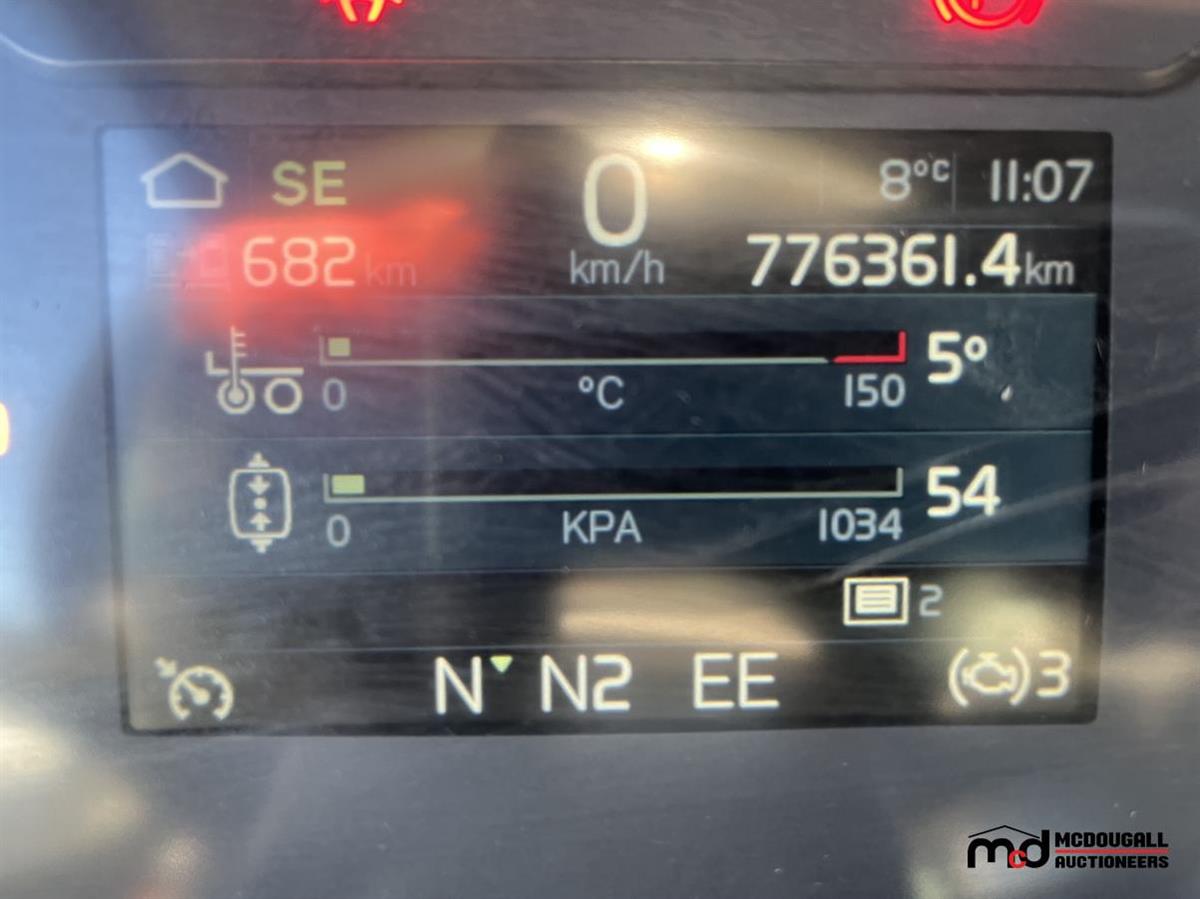 SE 0 8°C 11:07
682 km km/h 776361.4 km
5°
0 °C 150
54
0 KPA 1034
2
N N2 EE 3
mcd MCDOUGALL
AUCTIONEERS